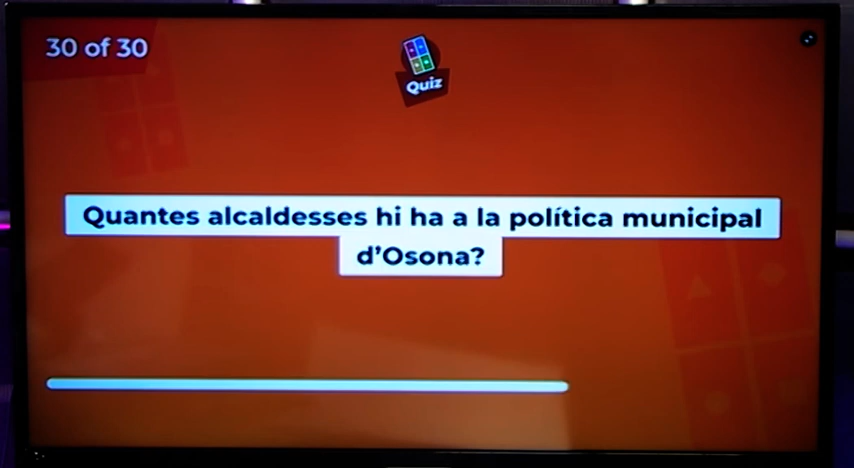 30 of 30
Quiz
Quantes alcaldesses hi ha a la política municipal
d'Osona?